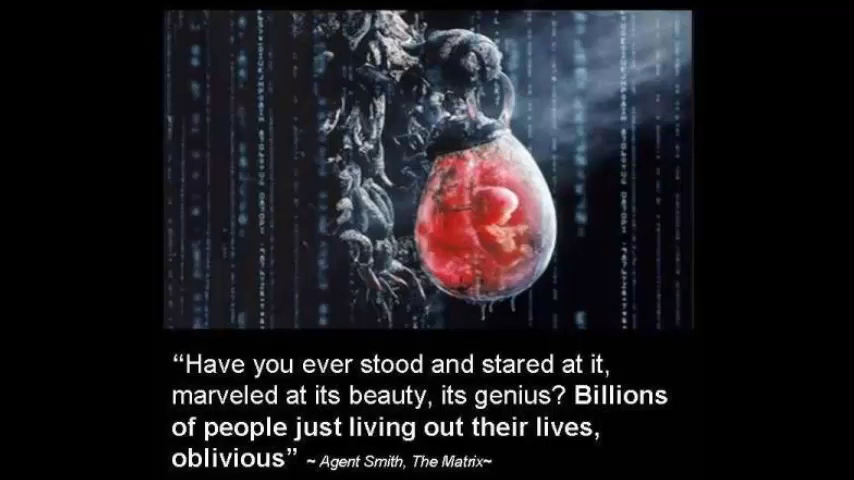 “Have you ever stood and stared at it,
marveled at its beauty, its genius? Billions
of people just living out their lives,
oblivious” ~ Agent Smith, The Matrix~